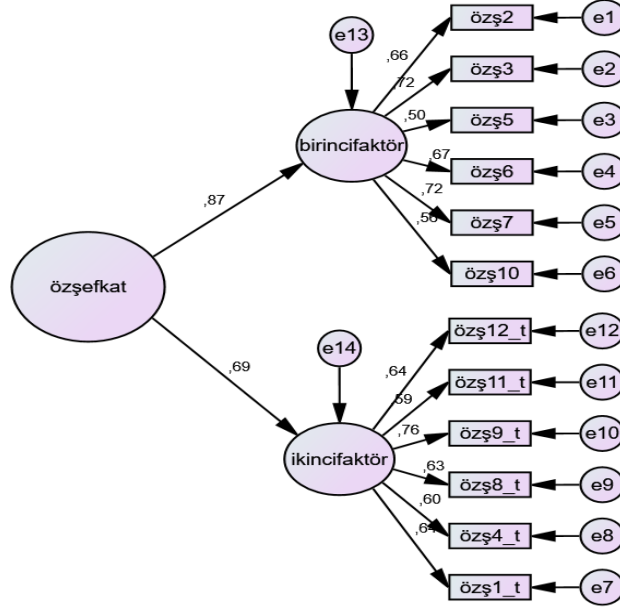 özş2
e1
e13
,66
özş3
e2
,72
,50
özş5
e3
birincifaktör
,67
özş6
e4
,72
özş7
e5
,87
özş10
e6
özşefkat
özş12_t
e12
e14
,64
,69
özş11_t
e11
,59
,76
özş9_t
e10
ikincifaktör
,63
özş8_t
e9
,60
özş4_t
e8
özş1_t
e7